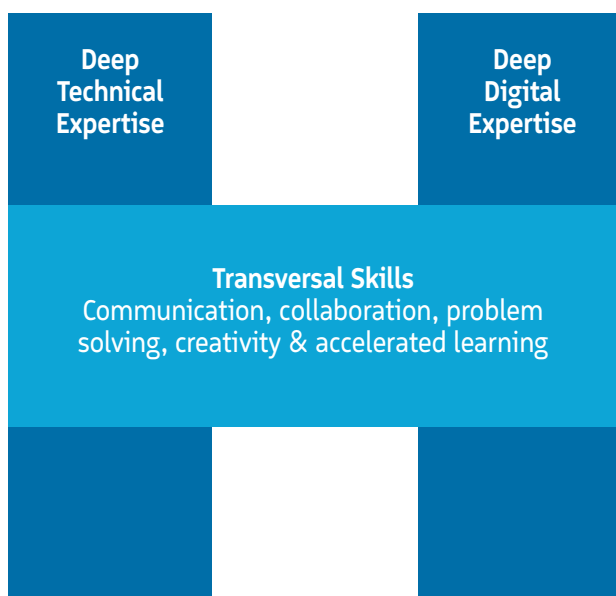 Deep
Technical
Expertise
Deep
Digital
Expertise
Transversal Skills
Communication, collaboration, problem
solving, creativity & accelerated learning